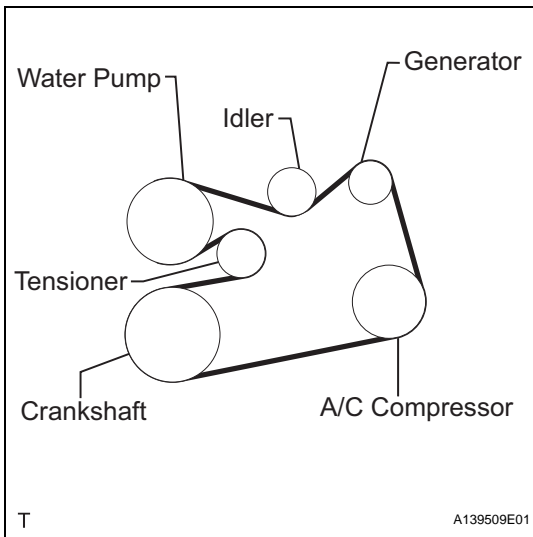 Generator
Water Pump
Idler
Tensioner
Crankshaft
A/C Compressor
T
A139509E01